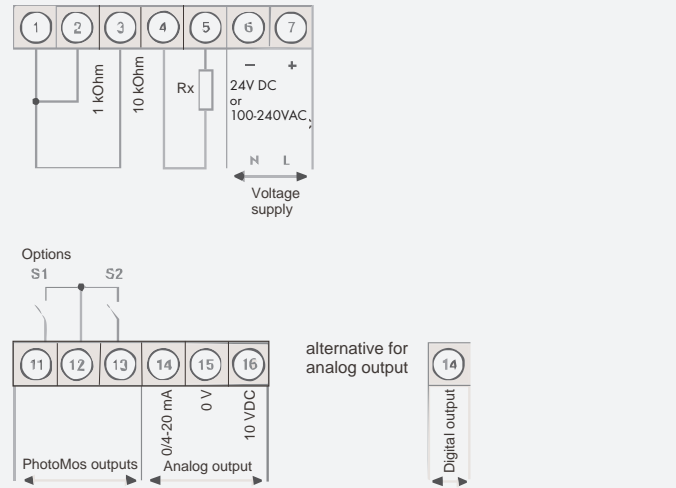 1 2 3 4 5 6 7
1 kOhm
10 kOhm
Rx
− +
24V DC
or
100-240VAC
N L
Voltage
supply
Options
S1 S2
11 12 13 14 15 16
0/4-20 mA
0 V
10 VDC
PhotoMos outputs
Analog output
alternative for
analog output
14
Digital output